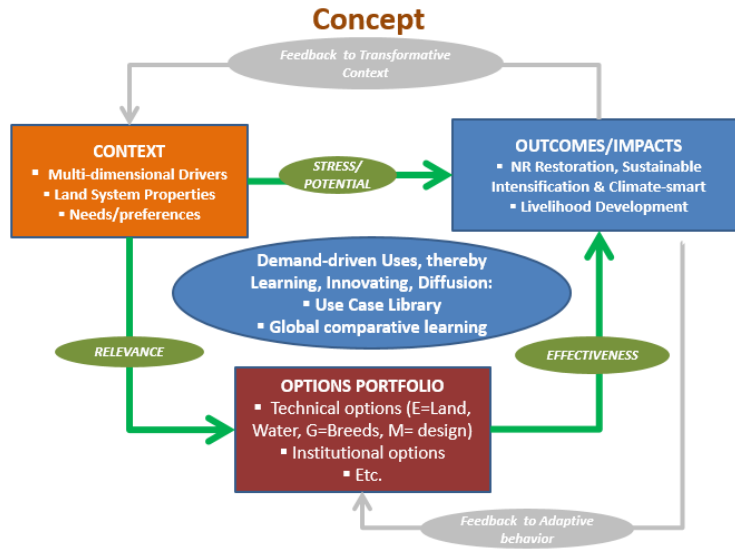 Concept
Feedback to Transformative
Context
CONTEXT
▪ Multi-dimensional Drivers
▪ Land System Properties
▪ Needs/preferences
STRESS/
POTENTIAL
OUTCOMES/IMPACTS
▪ NR Restoration, Sustainable
Intensification & Climate-smart
▪ Livelihood Development
Demand-driven Uses, thereby
Learning, Innovating, Diffusion:
▪ Use Case Library
▪ Global comparative learning
RELEVANCE
EFFECTIVENESS
OPTIONS PORTFOLIO
▪ Technical options (E=Land,
Water, G=Breeds, M= design)
▪ Institutional options
▪ Etc.
Feedback to Adaptive
behavior